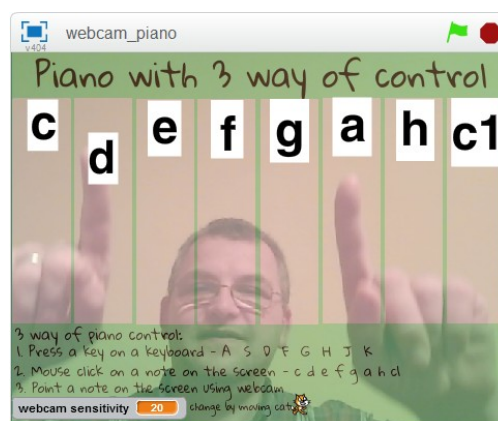 webcam_piano
v404
Piano with 3 way of control
c d e f g a h c1
3 way of piano control:
1. Press a key on a keyboard - A S D F G H J K
2. Mouse click on a note on the screen - c d e f g a h c1
3. Point a note on the screen using webcam
webcam sensitivity 20 change by moving cat